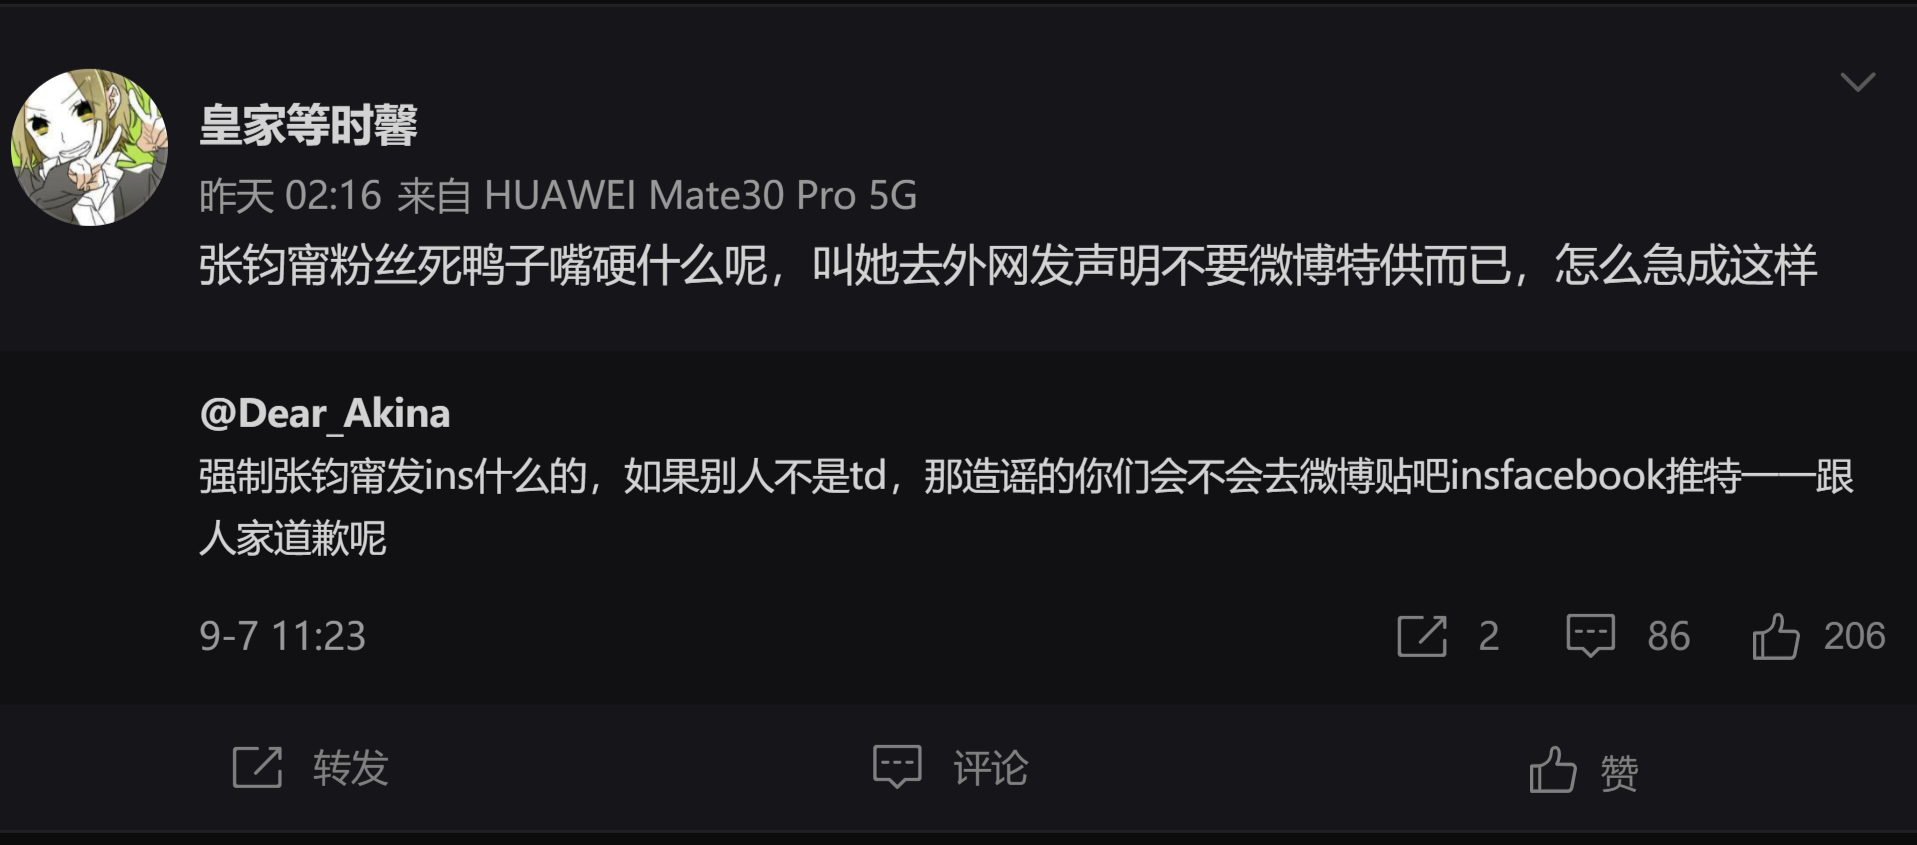 皇家等时馨
昨天 02:16 来自 HUAWEI Mate30 Pro 5G
张钧甯粉丝死鸭子嘴硬什么呢，叫她去外网发声明不要微博特供而已，怎么急成这样
@Dear_Akina
强制张钧甯发ins什么的，如果别人不是td，那造谣的你们会不会去微博贴吧insfacebook推特一一跟
人家道歉呢
9-7 11:23 2 86 206
转发 评论 赞